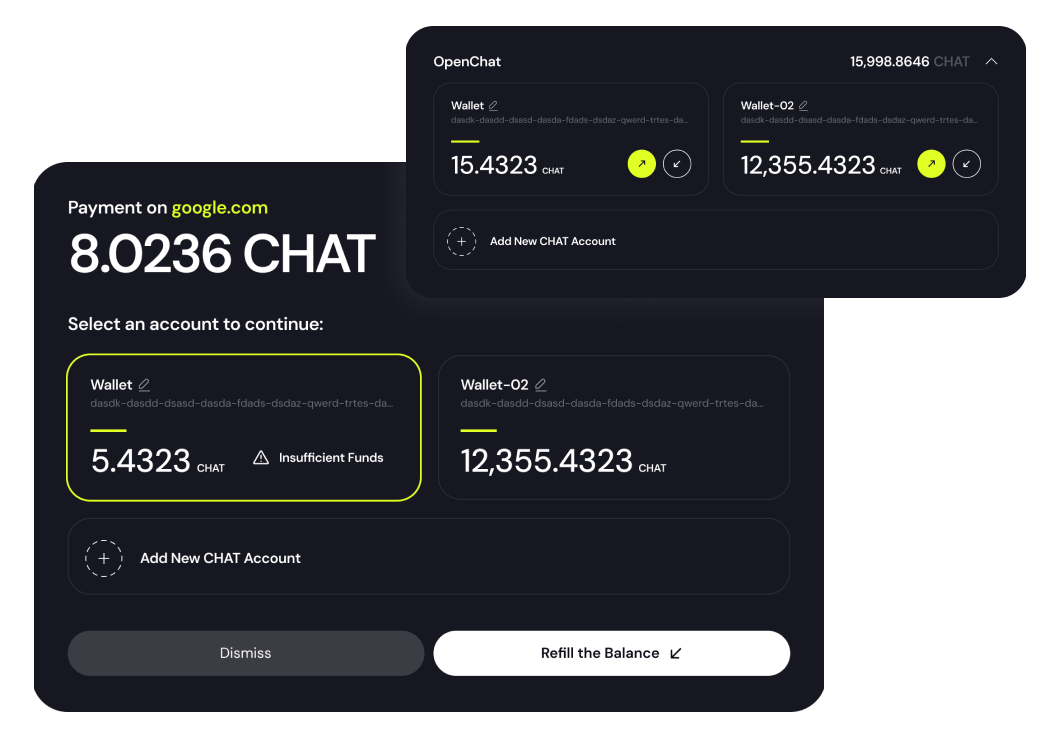 OpenChat
15,998.8646 CHAT
Wallet
dasdk-dasdd-dsasd-dasda-fdads-dsdaz-qwerd-trtes-da...
15.4323 CHAT
Wallet-02
dasdk-dasdd-dsasd-dasda-fdads-dsdaz-qwerd-trtes-da...
12,355.4323 CHAT
Add New CHAT Account
Payment on google.com
8.0236 CHAT
Select an account to continue:
Wallet
dasdk-dasdd-dsasd-dasda-fdads-dsdaz-qwerd-trtes-da...
5.4323 CHAT
Insufficient Funds
Wallet-02
dasdk-dasdd-dsasd-dasda-fdads-dsdaz-qwerd-trtes-da...
12,355.4323 CHAT
Add New CHAT Account
Dismiss
Refill the Balance